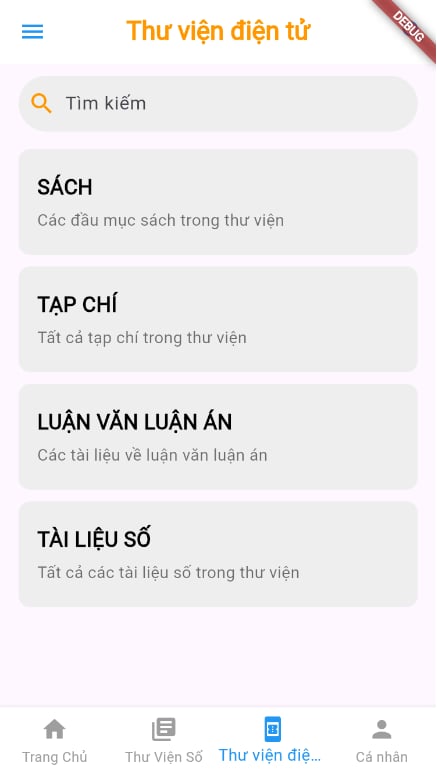 Thư viện điện tử
DEBUG
Tìm kiếm
SÁCH
Các đầu mục sách trong thư viện
TẠP CHÍ
Tất cả tạp chí trong thư viện
LUẬN VĂN LUẬN ÁN
Các tài liệu về luận văn luận án
TÀI LIỆU SỐ
Tất cả các tài liệu số trong thư viện
Trang Chủ
Thư Viện Số
Thư viện điệ...
Cá nhân